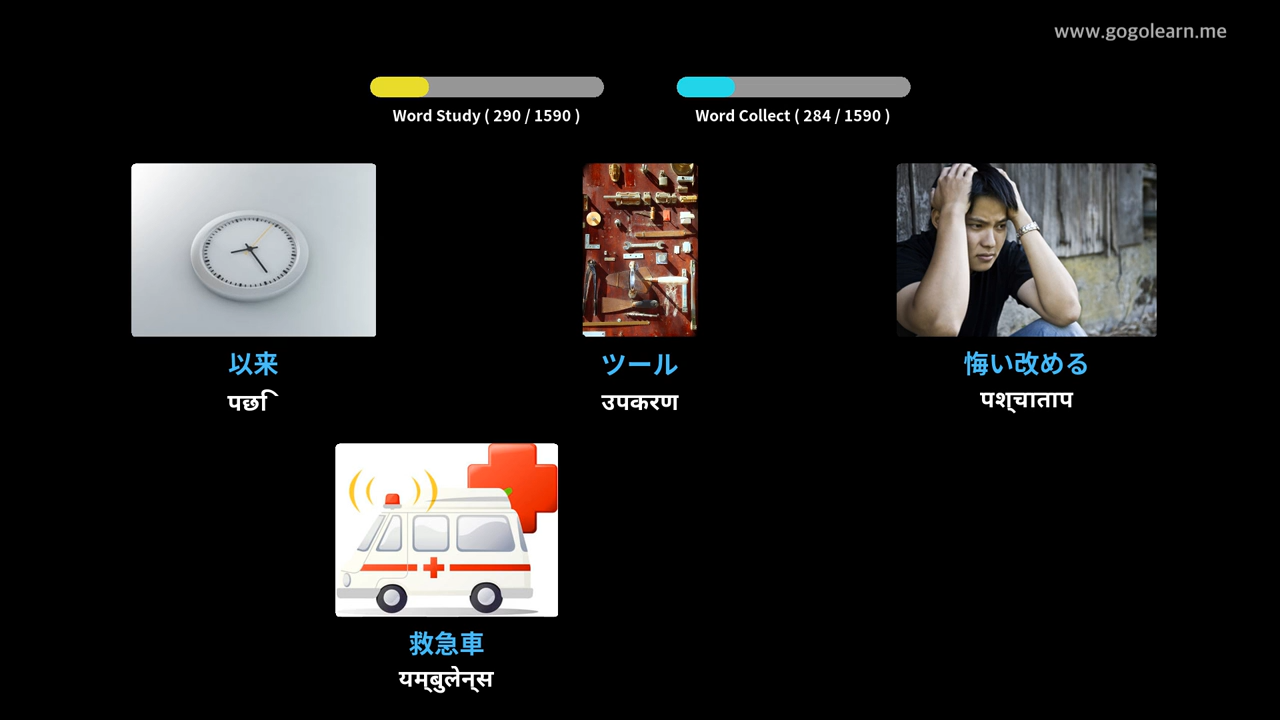 www.gogolearn.me
Word Study ( 290 / 1590 )
Word Collect ( 284 / 1590 )
以来
ツール
悔い改める
पछि
उपकरण
पश्चाताप
救急車
यम्बुलेन्स